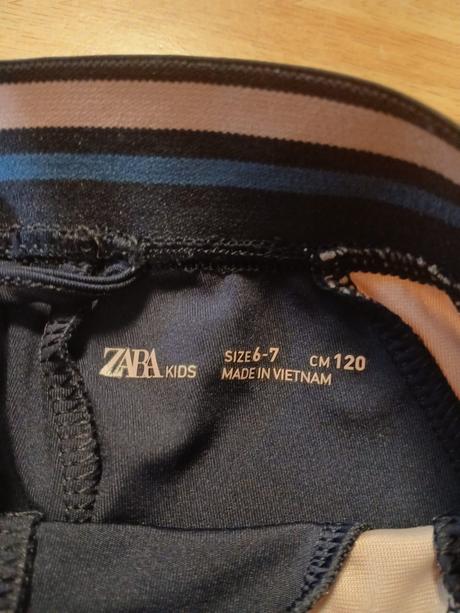 ZARA KIDS
SIZE 6-7 CM 120
MADE IN VIETNAM